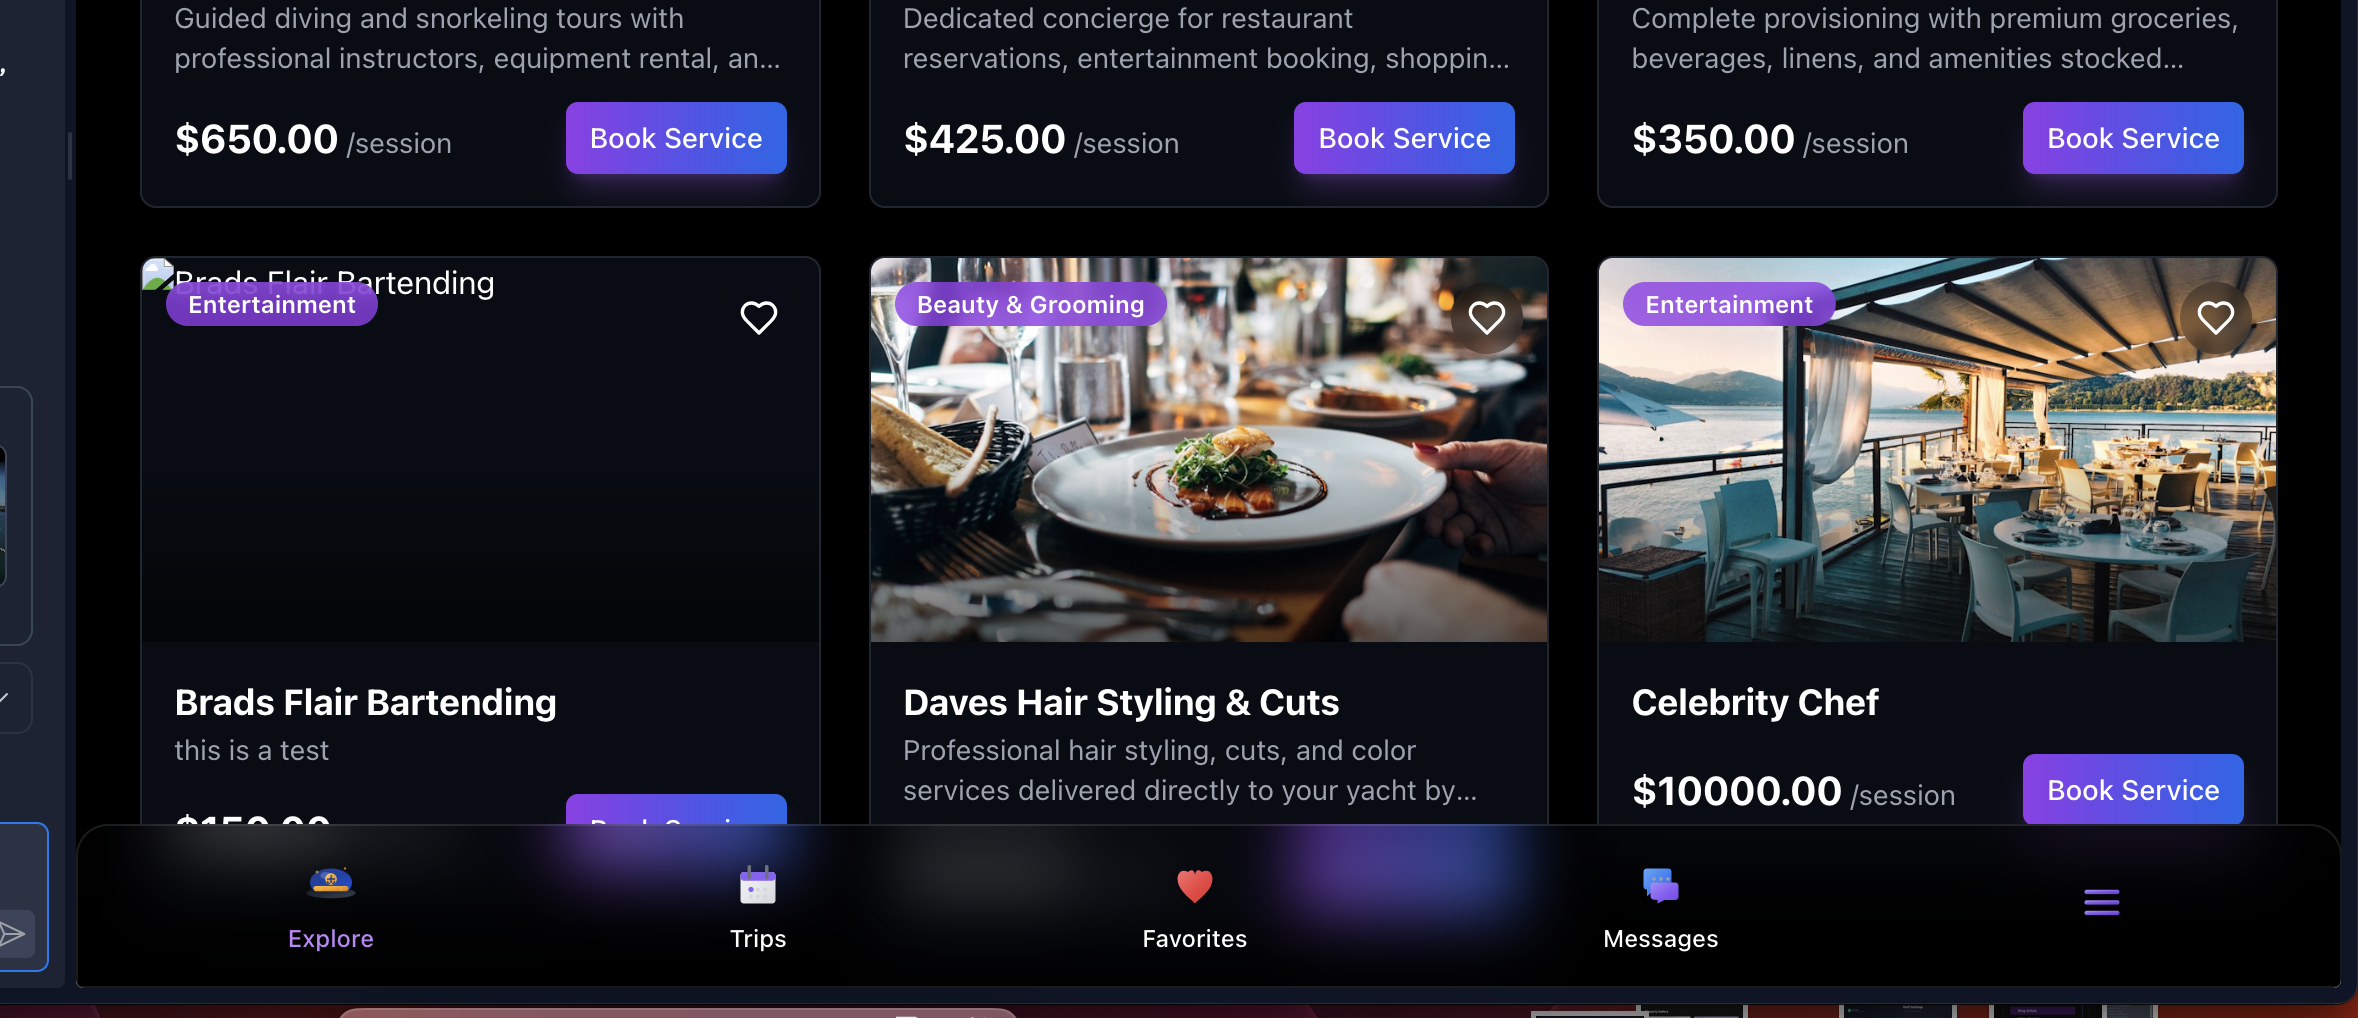 Guided diving and snorkeling tours with
professional instructors, equipment rental, an...
$650.00 /session
Book Service
Dedicated concierge for restaurant
reservations, entertainment booking, shoppin...
$425.00 /session
Book Service
Complete provisioning with premium groceries,
beverages, linens, and amenities stocked...
$350.00 /session
Book Service
Brads Flair Bartending
Entertainment
Brads Flair Bartending
this is a test
$150.00
Book Service
Beauty & Grooming
Daves Hair Styling & Cuts
Professional hair styling, cuts, and color
services delivered directly to your yacht by...
Entertainment
Celebrity Chef
$10000.00 /session
Book Service
Explore
Trips
Favorites
Messages